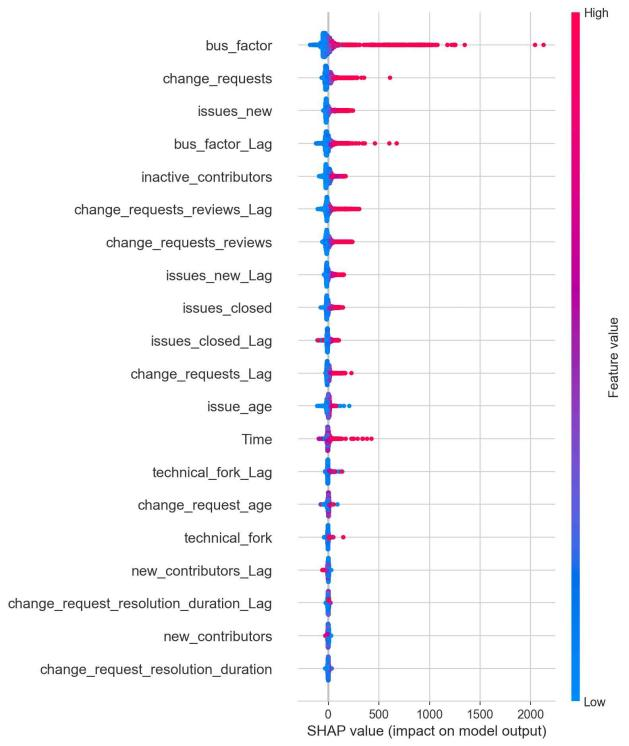 High
bus_factor
change_requests
issues_new
bus_factor_Lag
inactive_contributors
change_requests_reviews_Lag
change_requests_reviews
issues_new_Lag
issues_closed
issues_closed_Lag
change_requests_Lag
issue_age
Time
technical_fork_Lag
change_request_age
technical_fork
new_contributors_Lag
change_request_resolution_duration_Lag
new_contributors
change_request_resolution_duration
Feature value
Low
0 500 1000 1500 2000
SHAP value (impact on model output)